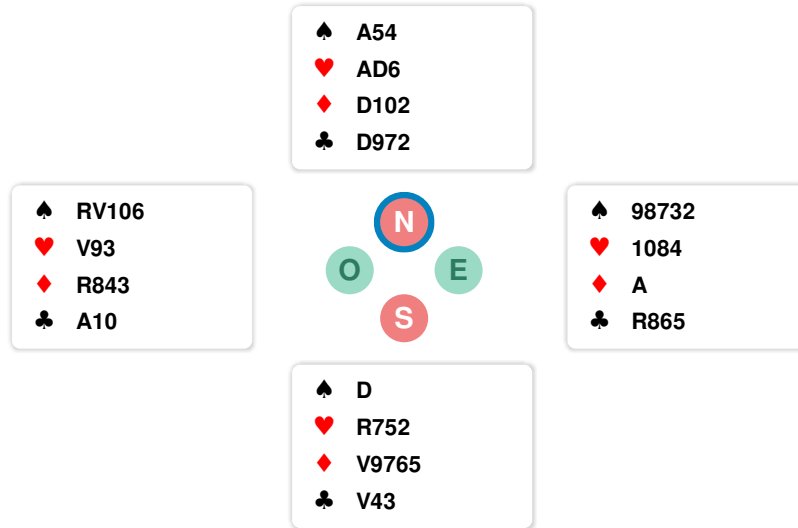 ♠ A54
♥ AD6
♦ D102
♣ D972
♠ RV106
♥ V93
♦ R843
♣ A10
N
O E
S
♠ 98732
♥ 1084
♦ A
♣ R865
♠ D
♥ R752
♦ V9765
♣ V43